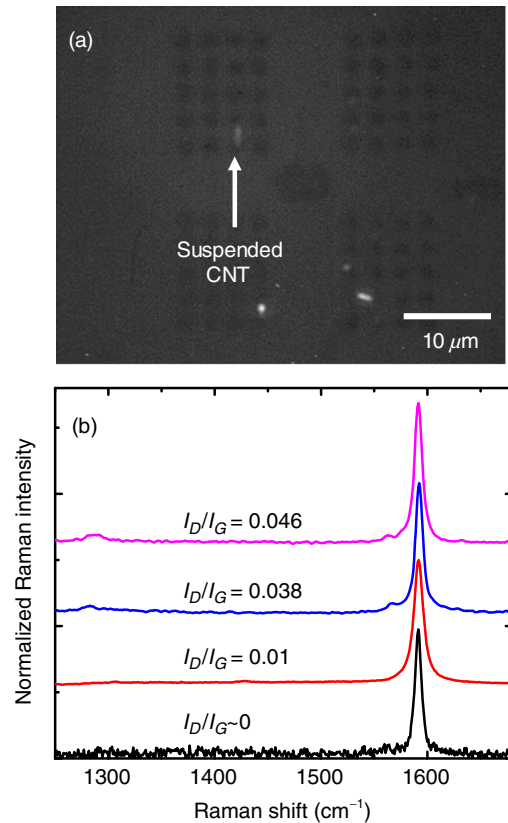 (a)
Suspended
CNT
10 μm
(b)
Normalized Raman intensity
I_D/I_G = 0.046
I_D/I_G = 0.038
I_D/I_G = 0.01
I_D/I_G~0
1300 1400 1500 1600
Raman shift (cm⁻¹)